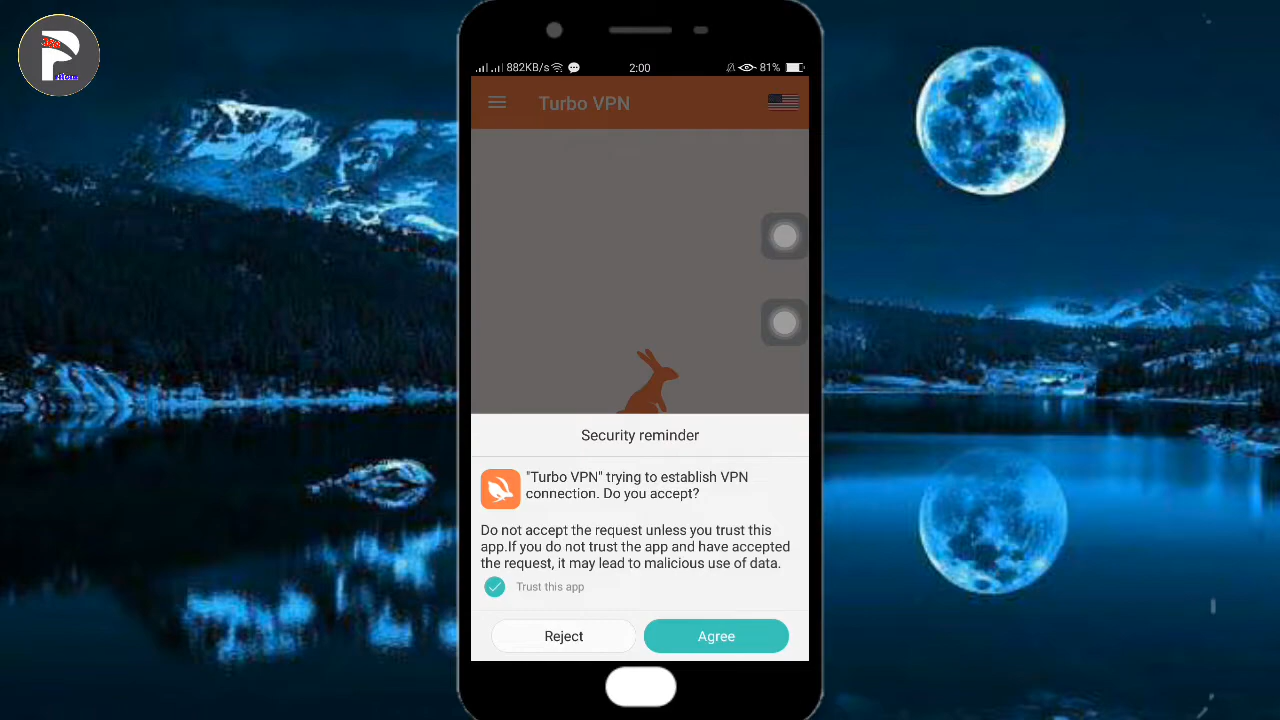 882KB/s
2:00
81%
Turbo VPN
Security reminder
"Turbo VPN" trying to establish VPN
connection. Do you accept?
Do not accept the request unless you trust this
app.If you do not trust the app and have accepted
the request, it may lead to malicious use of data.
Trust this app
Reject
Agree